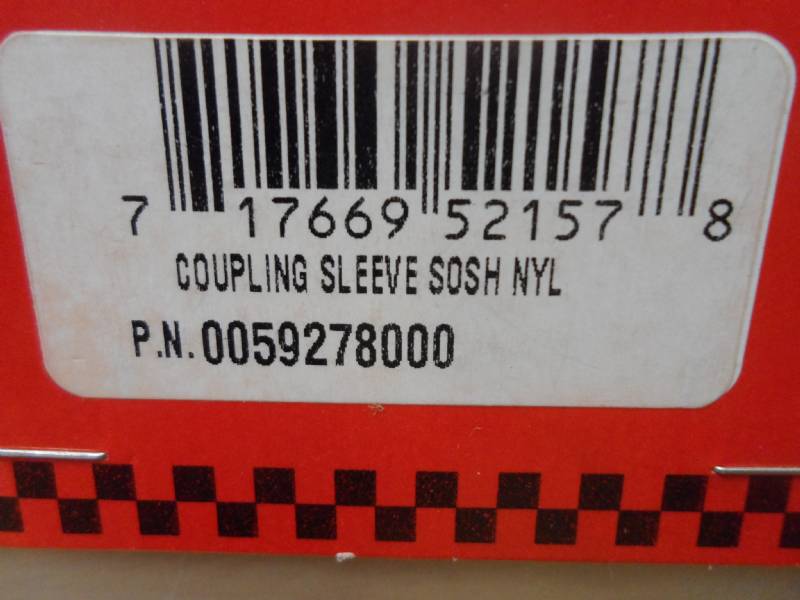 7 17669 52157 8
COUPLING SLEEVE SOSH NYL
P.N. 0059278000